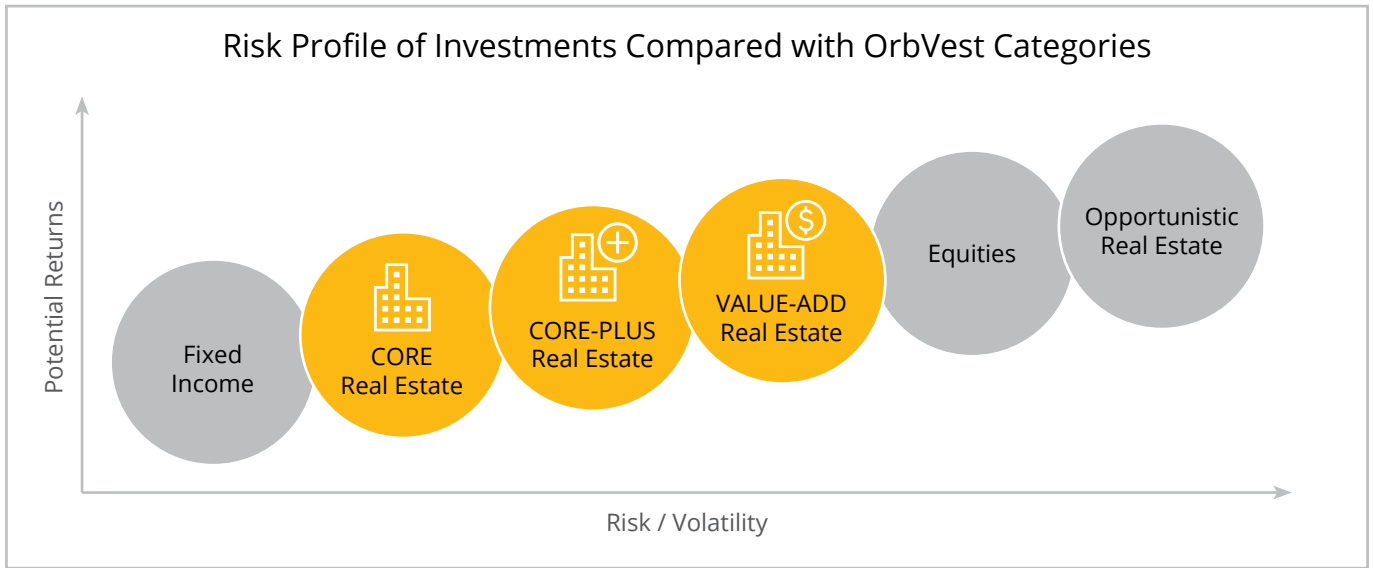 Risk Profile of Investments Compared with OrbVest Categories
Potential Returns
Fixed
Income
CORE
Real Estate
+
CORE-PLUS
Real Estate
$
VALUE-ADD
Real Estate
Equities
Opportunistic
Real Estate
Risk / Volatility